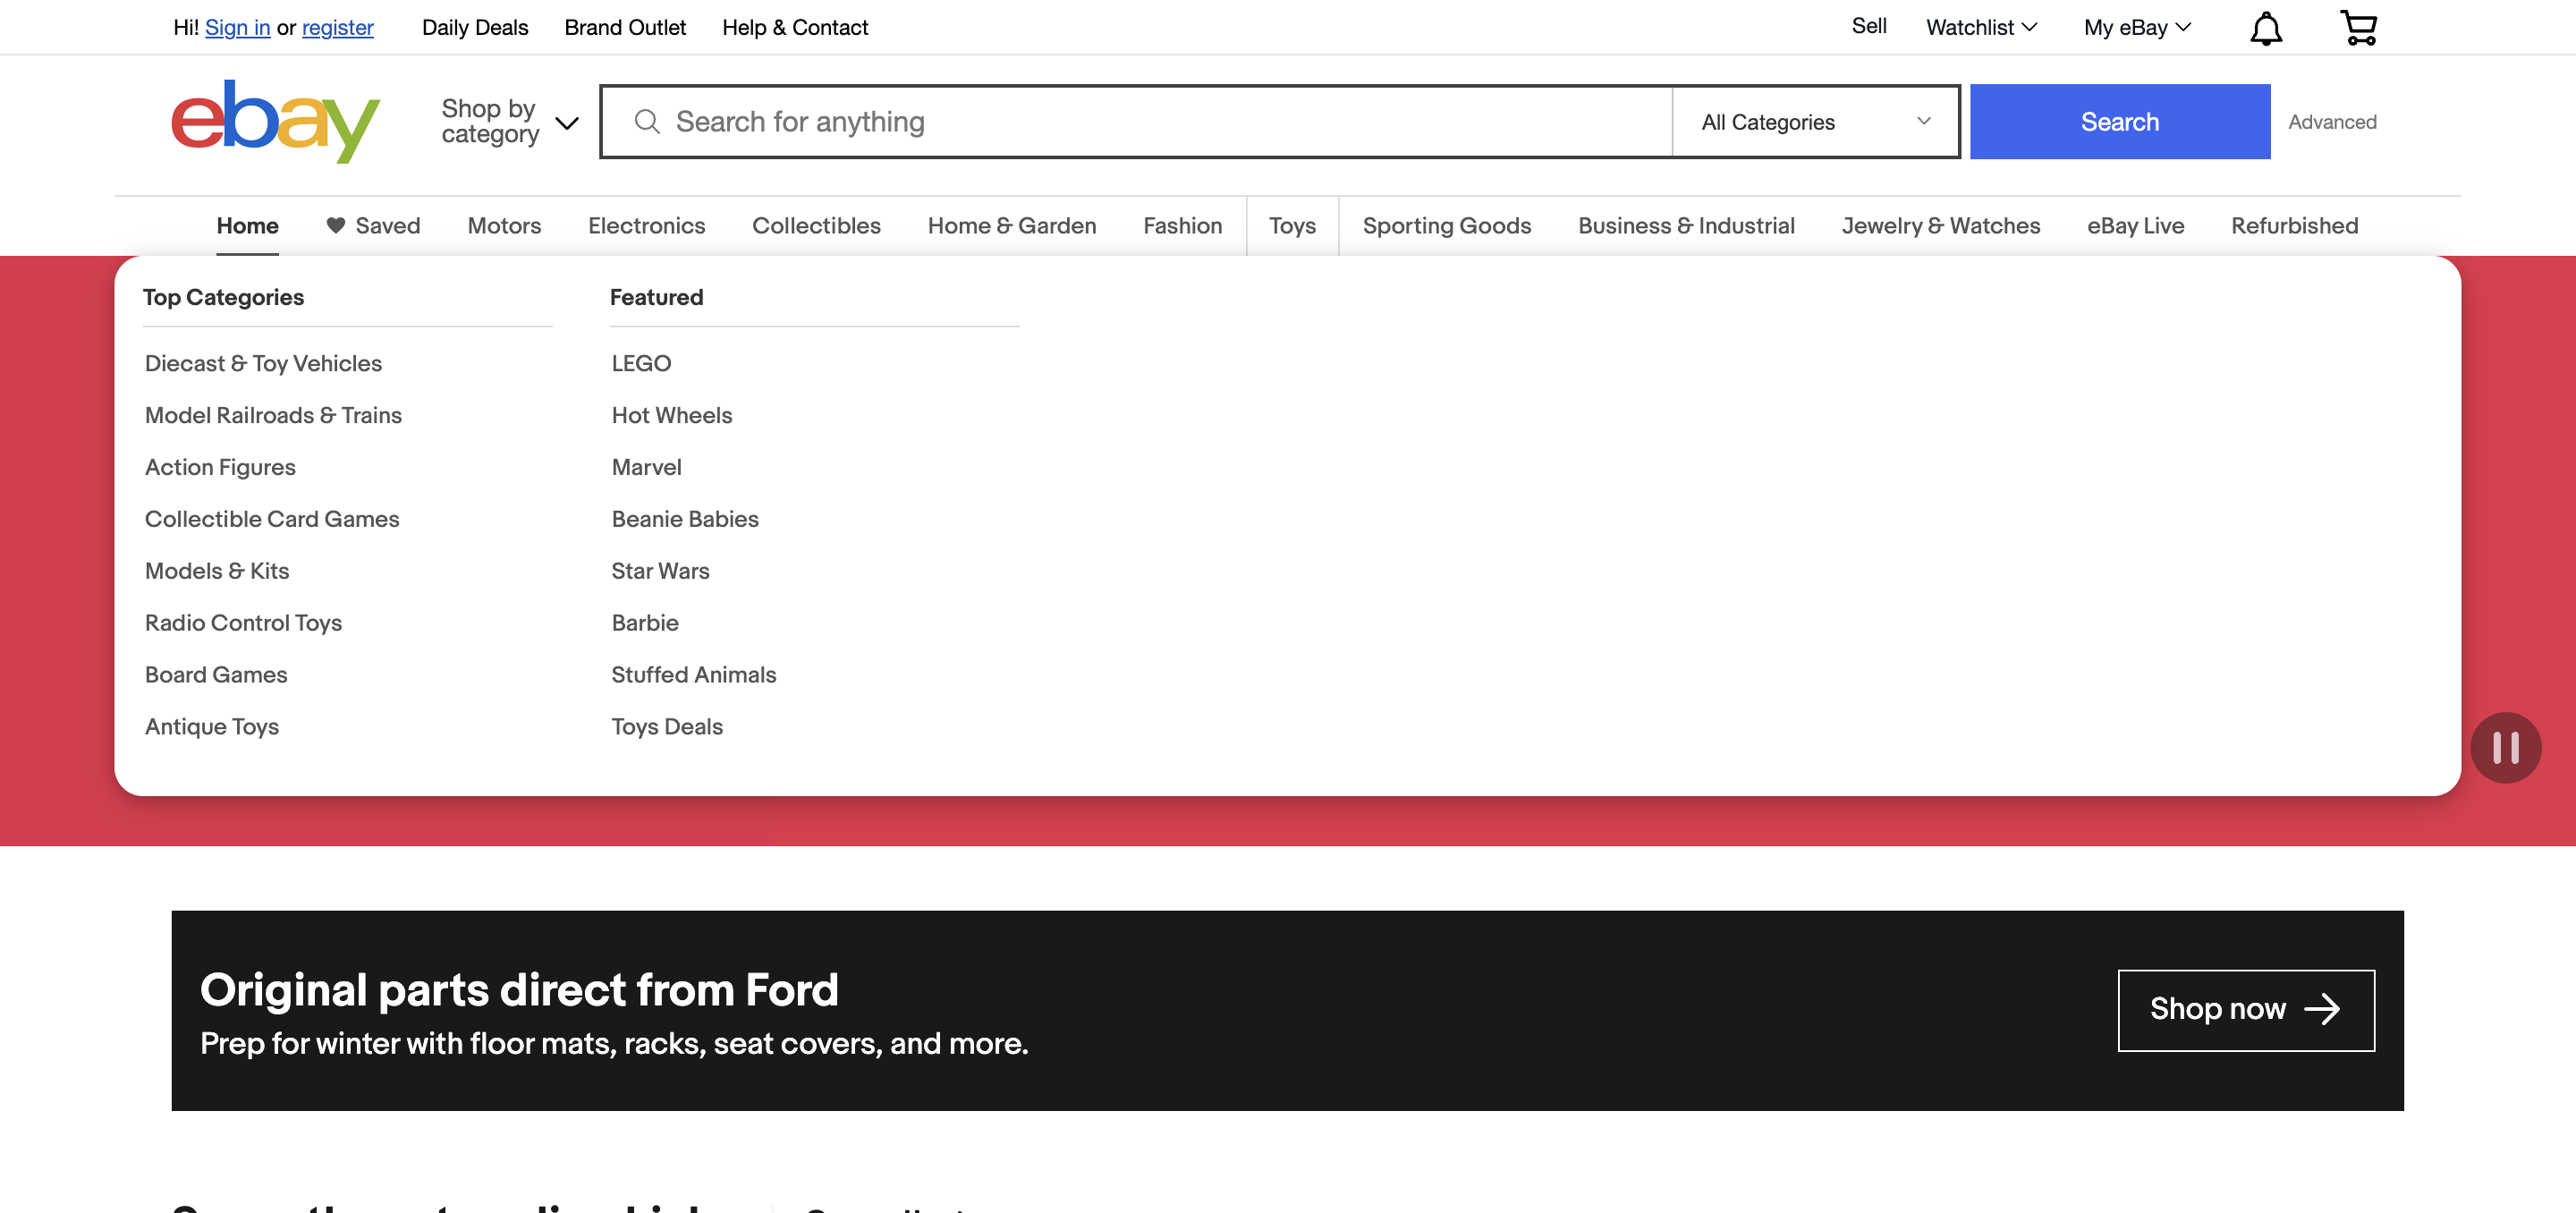 Hi! Sign in or register Daily Deals Brand Outlet Help & Contact Sell Watchlist My eBay
ebay
Shop by
category
Search for anything All Categories Search Advanced
Home Saved Motors Electronics Collectibles Home & Garden Fashion Toys Sporting Goods Business & Industrial Jewelry & Watches eBay Live Refurbished
Top Categories
Diecast & Toy Vehicles
Model Railroads & Trains
Action Figures
Collectible Card Games
Models & Kits
Radio Control Toys
Board Games
Antique Toys
Featured
LEGO
Hot Wheels
Marvel
Beanie Babies
Star Wars
Barbie
Stuffed Animals
Toys Deals
Original parts direct from Ford
Prep for winter with floor mats, racks, seat covers, and more.
Shop now